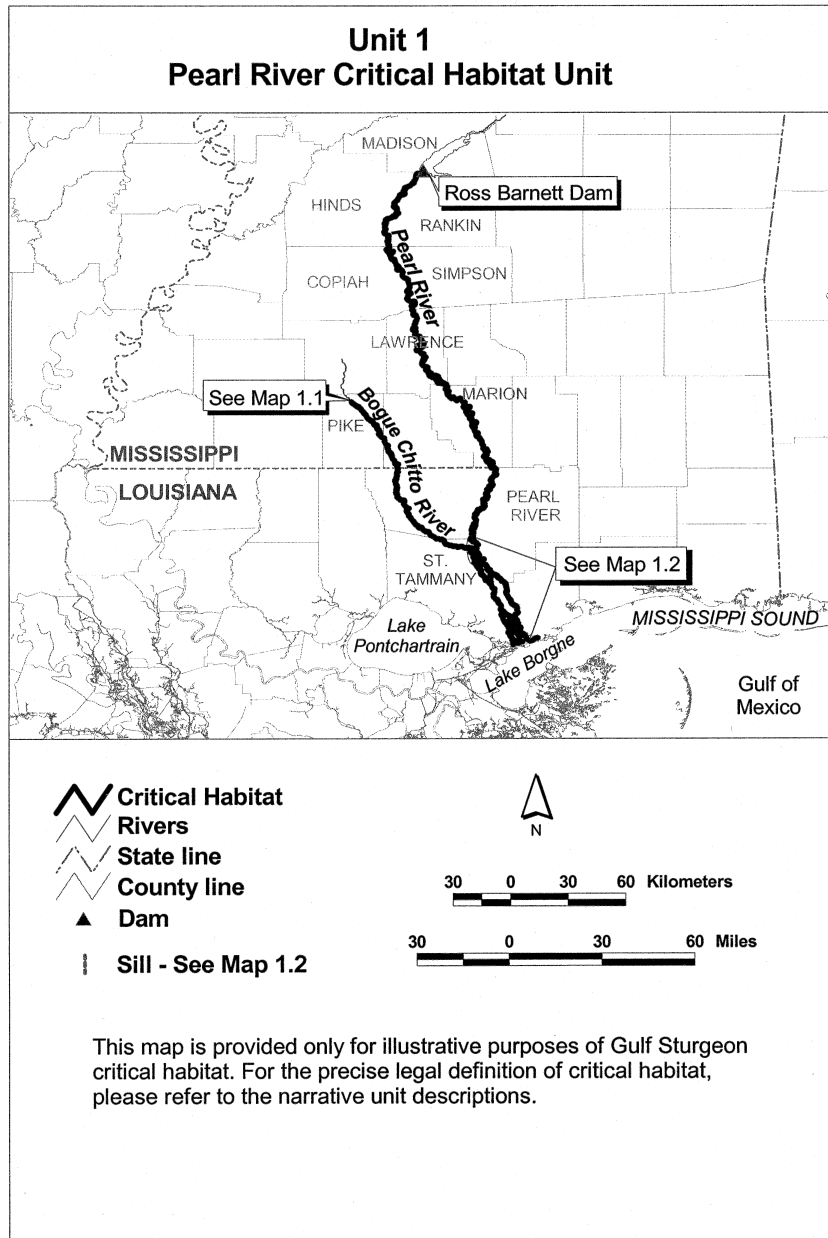 Unit 1
Pearl River Critical Habitat Unit
MADISON
Ross Barnett Dam
HINDS
RANKIN
Pearl River
COPIAH
SIMPSON
LAWRENCE
See Map 1.1
Bogue Chitto River
MARION
PIKE
MISSISSIPPI
LOUISIANA
PEARL
RIVER
ST.
TAMMANY
See Map 1.2
Lake
Pontchartrain
Lake Borgne
MISSISSIPPI SOUND
Gulf of
Mexico
Critical Habitat
Rivers
State line
County line
Dam
Sill - See Map 1.2
N
30 0 30 60 Kilometers
30 0 30 60 Miles
This map is provided only for illustrative purposes of Gulf Sturgeon
critical habitat. For the precise legal definition of critical habitat,
please refer to the narrative unit descriptions.